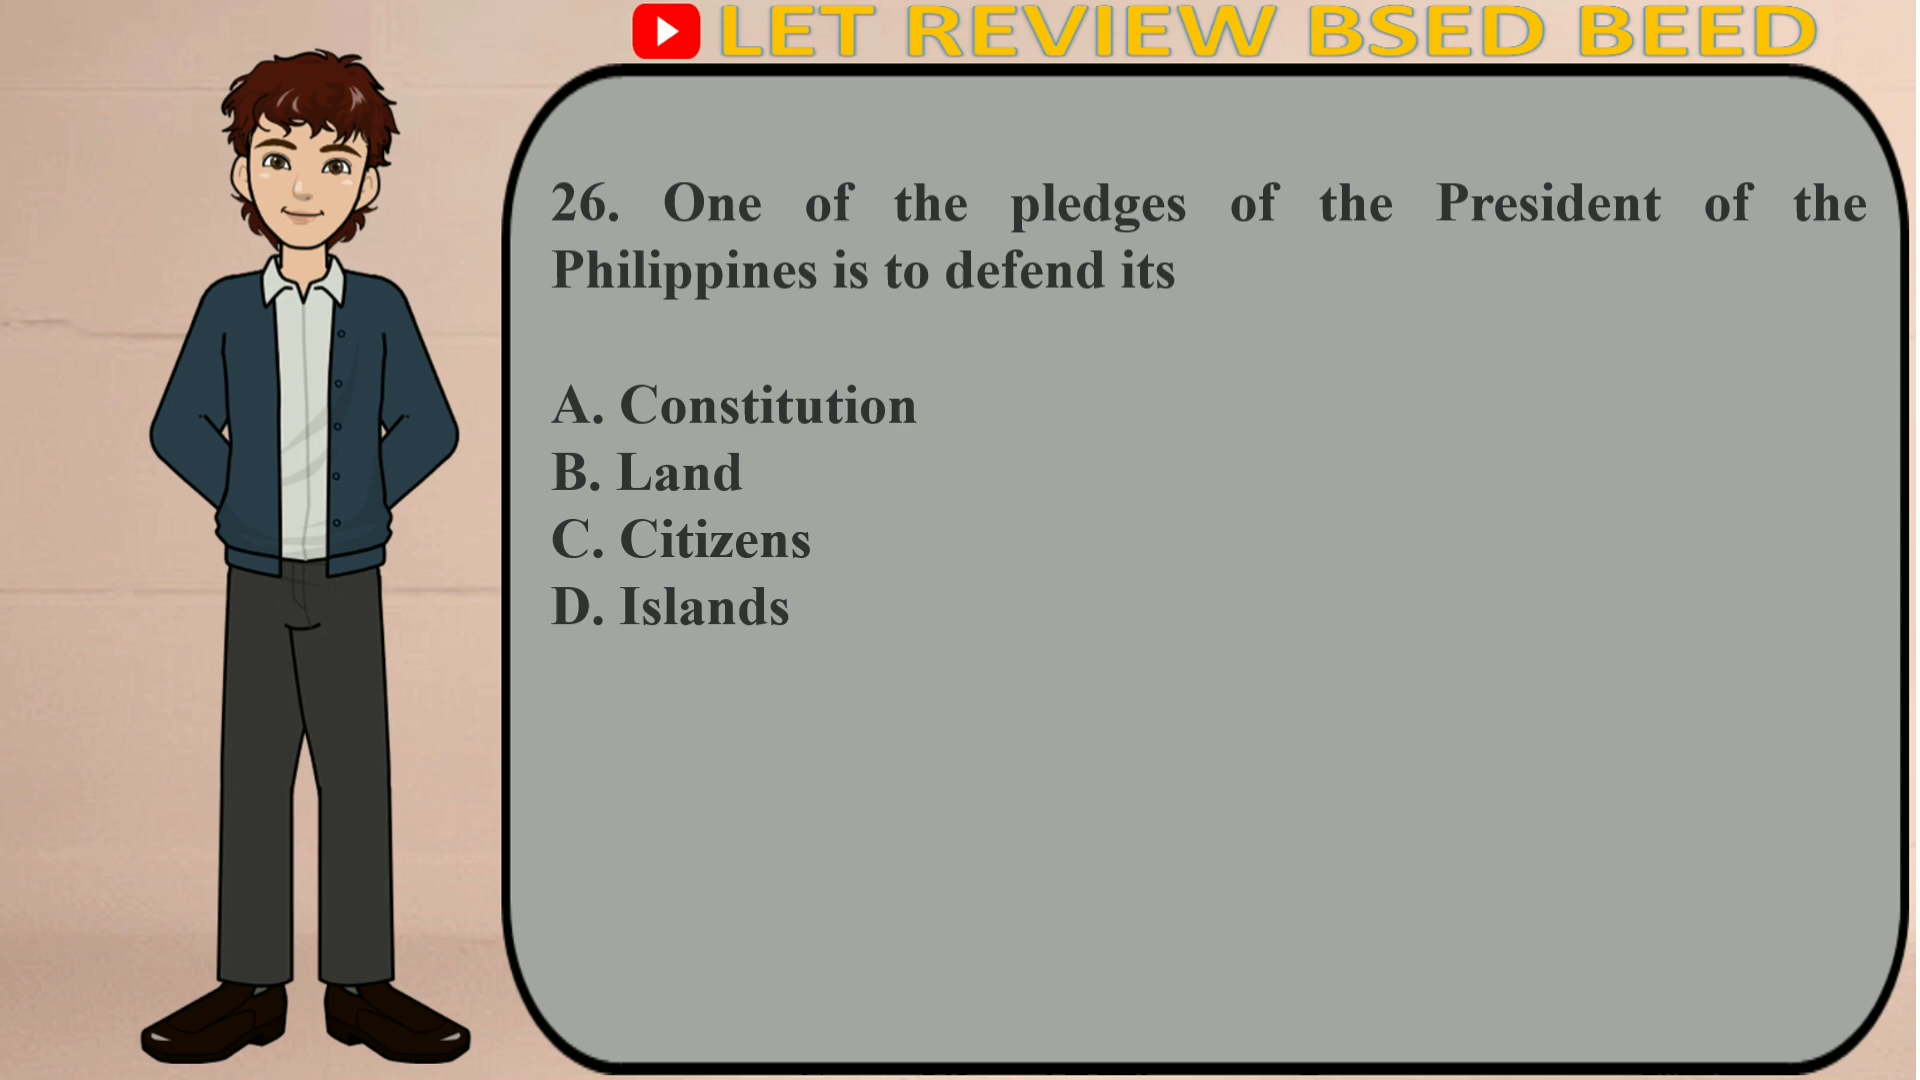 LET REVIEW BSED BEED
26. One of the pledges of the President of the
Philippines is to defend its
A. Constitution
B. Land
C. Citizens
D. Islands